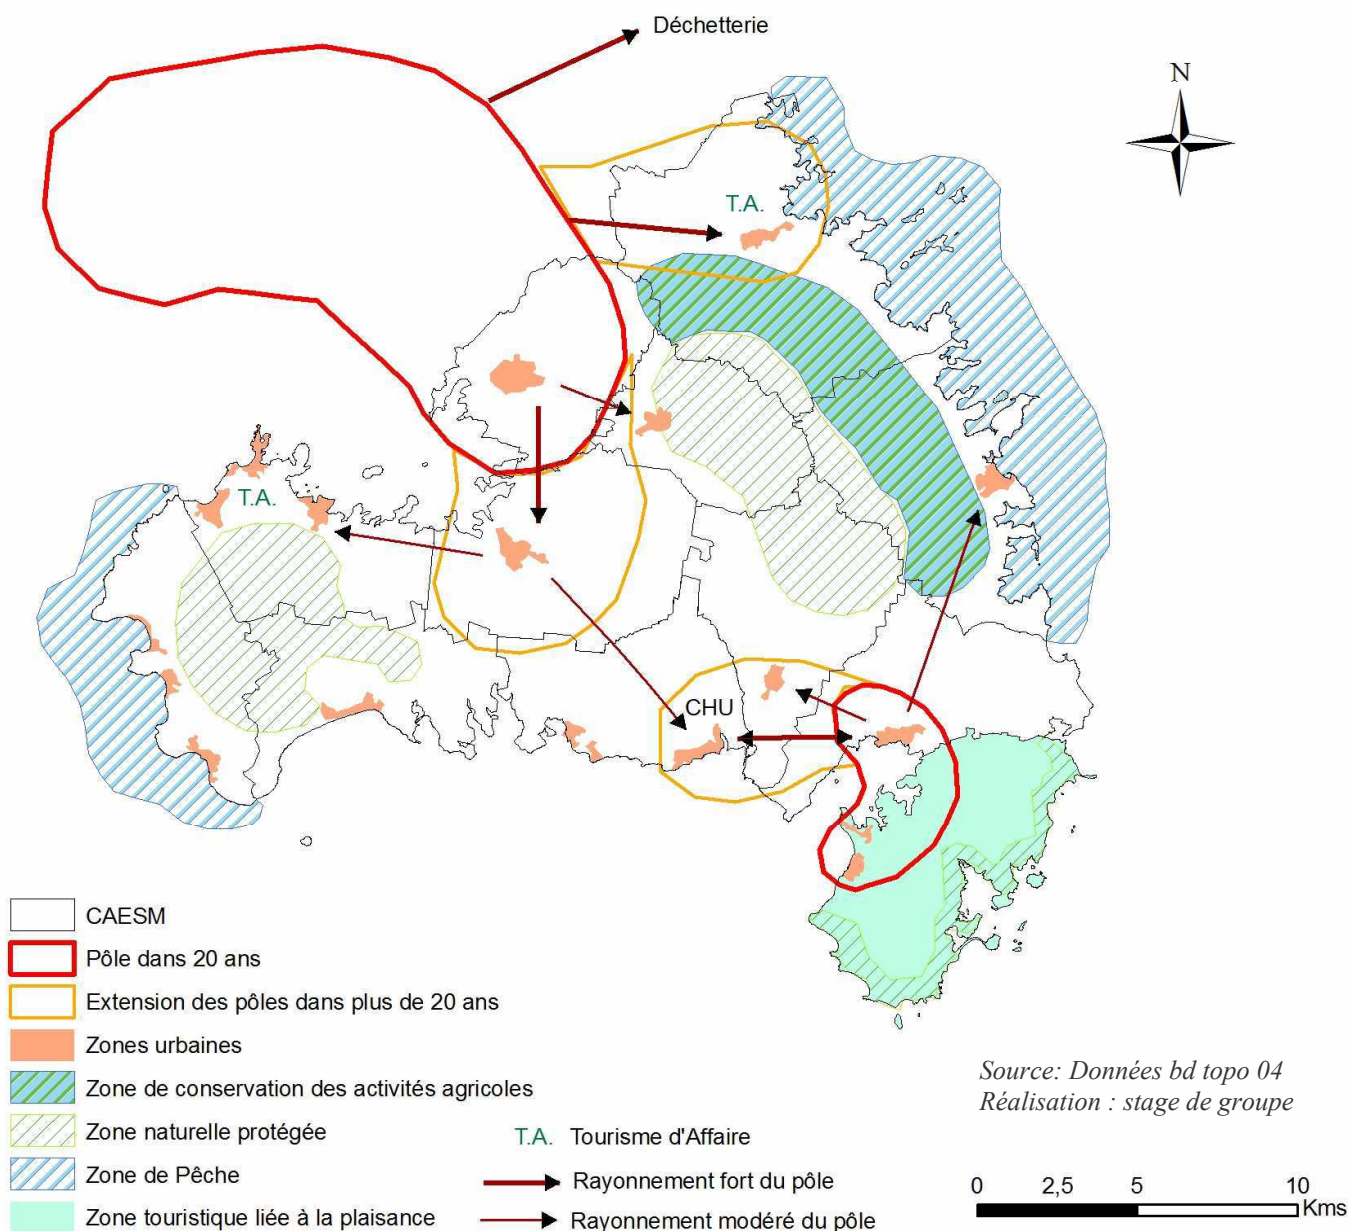 Déchetterie
N
T.A.
T.A.
CHU
CAESM
Pôle dans 20 ans
Extension des pôles dans plus de 20 ans
Zones urbaines
Zone de conservation des activités agricoles
Zone naturelle protégée
Zone de Pêche
Zone touristique liée à la plaisance
T.A. Tourisme d'Affaire
Rayonnement fort du pôle
Rayonnement modéré du pôle
Source: Données bd topo 04
Réalisation : stage de groupe
0 2,5 5 10
Kms